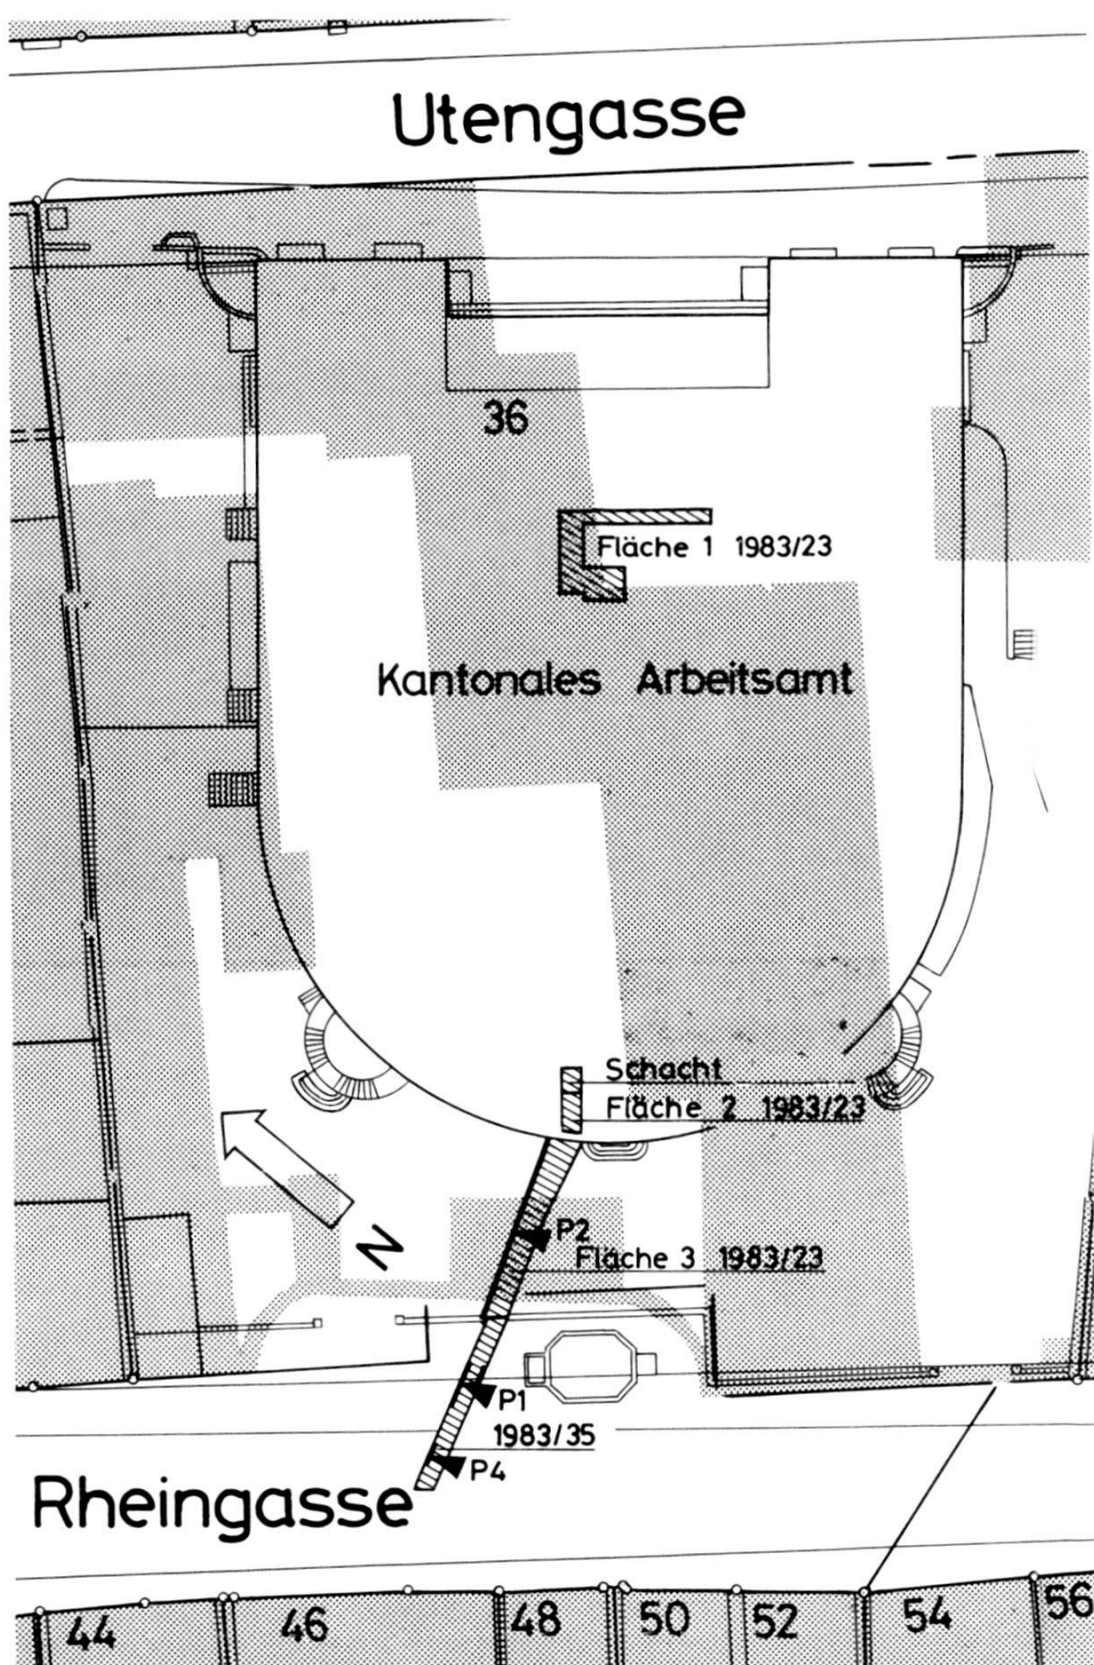 Utengasse
36
Fläche 1 1983/23
Kantonales Arbeitsamt
Schacht
Fläche 2 1983/23
N
P2
Fläche 3 1983/23
P1
1983/35
P4
Rheingasse
44 46 48 50 52 54 56